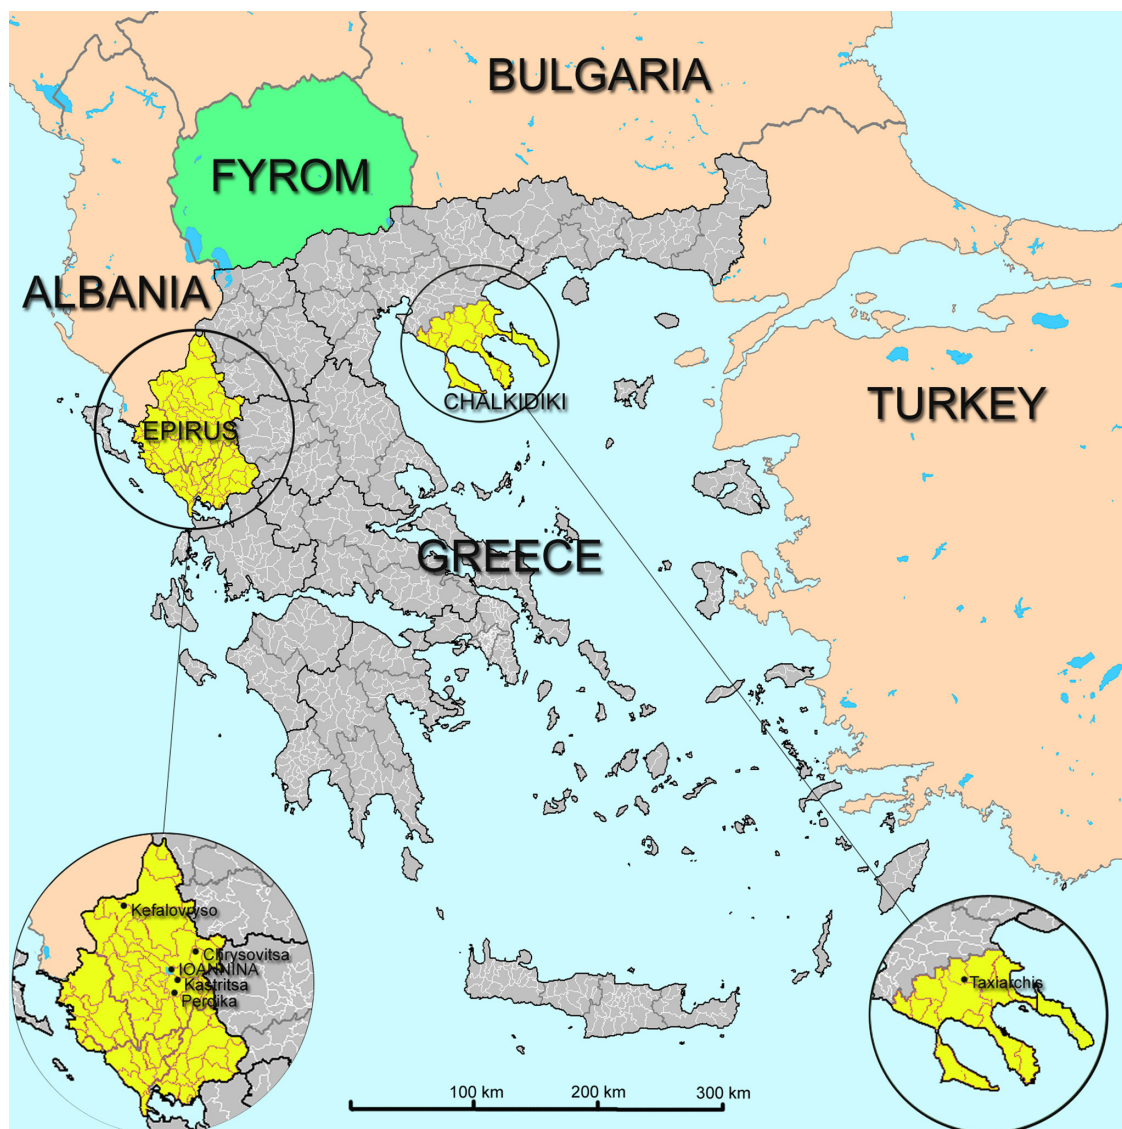 BULGARIA
FYROM
ALBANIA
TURKEY
CHALKIDIKI
EPIRUS
GREECE
Kefalovryso
Chrysovitsa
IOANNINA
Kastritsa
Perdika
Taxiarchis
100 km
200 km
300 km